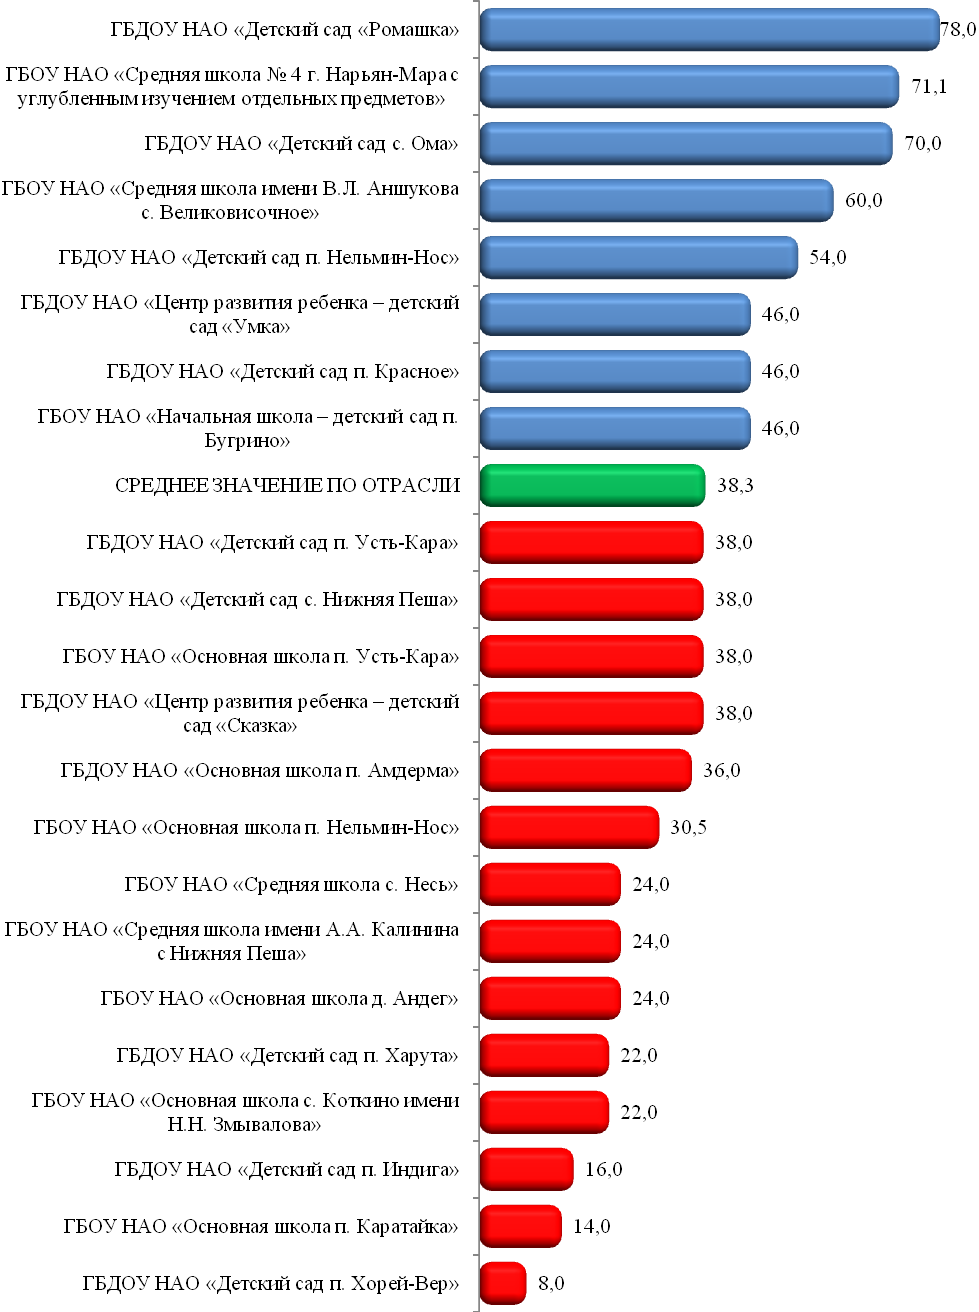 ГБДОУ НАО «Детский сад «Ромашка» 78,0
ГБОУ НАО «Средняя школа № 4 г. Нарьян-Мара с
углубленным изучением отдельных предметов» 71,1
ГБДОУ НАО «Детский сад с. Ома» 70,0
ГБОУ НАО «Средняя школа имени В.Л. Аншукова
с. Великовисочное» 60,0
ГБДОУ НАО «Детский сад п. Нельмин-Нос» 54,0
ГБДОУ НАО «Центр развития ребенка – детский
сад «Умка» 46,0
ГБДОУ НАО «Детский сад п. Красное» 46,0
ГБОУ НАО «Начальная школа – детский сад п.
Бугрино» 46,0
СРЕДНЕЕ ЗНАЧЕНИЕ ПО ОТРАСЛИ 38,3
ГБДОУ НАО «Детский сад п. Усть-Кара» 38,0
ГБДОУ НАО «Детский сад с. Нижняя Пеша» 38,0
ГБОУ НАО «Основная школа п. Усть-Кара» 38,0
ГБДОУ НАО «Центр развития ребенка – детский
сад «Сказка» 38,0
ГБДОУ НАО «Основная школа п. Амдерма» 36,0
ГБОУ НАО «Основная школа п. Нельмин-Нос» 30,5
ГБОУ НАО «Средняя школа с. Несь» 24,0
ГБОУ НАО «Средняя школа имени А.А. Калинина
с Нижняя Пеша» 24,0
ГБОУ НАО «Основная школа д. Андег» 24,0
ГБДОУ НАО «Детский сад п. Харута» 22,0
ГБОУ НАО «Основная школа с. Коткино имени
Н.Н. Змывалова» 22,0
ГБДОУ НАО «Детский сад п. Индига» 16,0
ГБОУ НАО «Основная школа п. Каратайка» 14,0
ГБДОУ НАО «Детский сад п. Хорей-Вер» 8,0